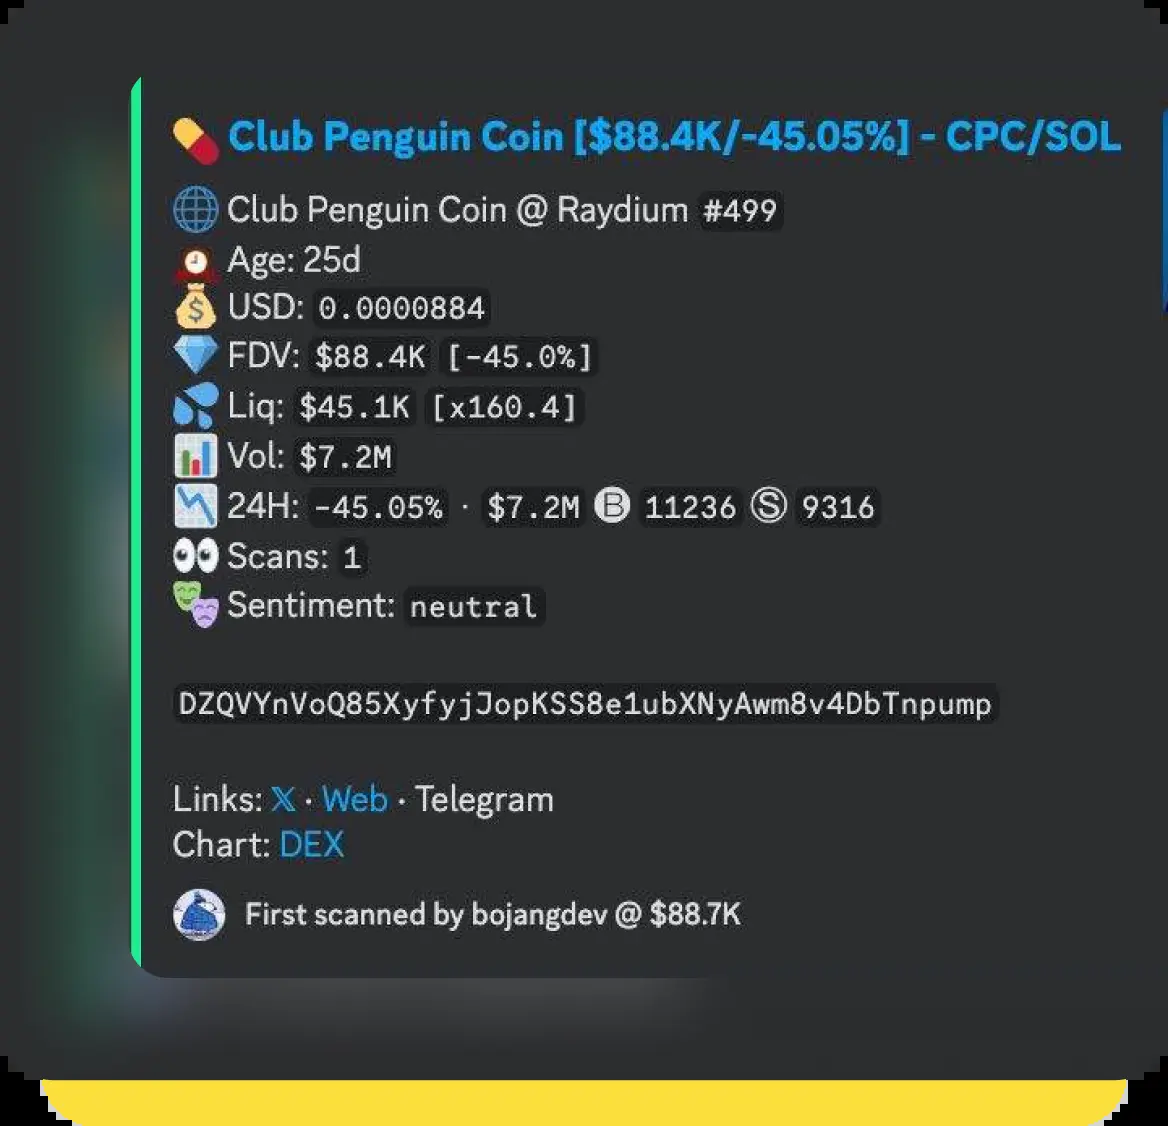 Club Penguin Coin [$88.4K/-45.05%] - CPC/SOL
Club Penguin Coin @ Raydium #499
Age: 25d
USD: 0.0000884
FDV: $88.4K [-45.0%]
Liq: $45.1K [x160.4]
Vol: $7.2M
24H: -45.05% · $7.2M Ⓑ 11236 Ⓢ 9316
Scans: 1
Sentiment: neutral
DZQVYnVoQ85XyfyjJopKSS8e1ubXNyAwm8v4DbTnpump
Links: 𝕏 · Web · Telegram
Chart: DEX
First scanned by bojangdev @ $88.7K